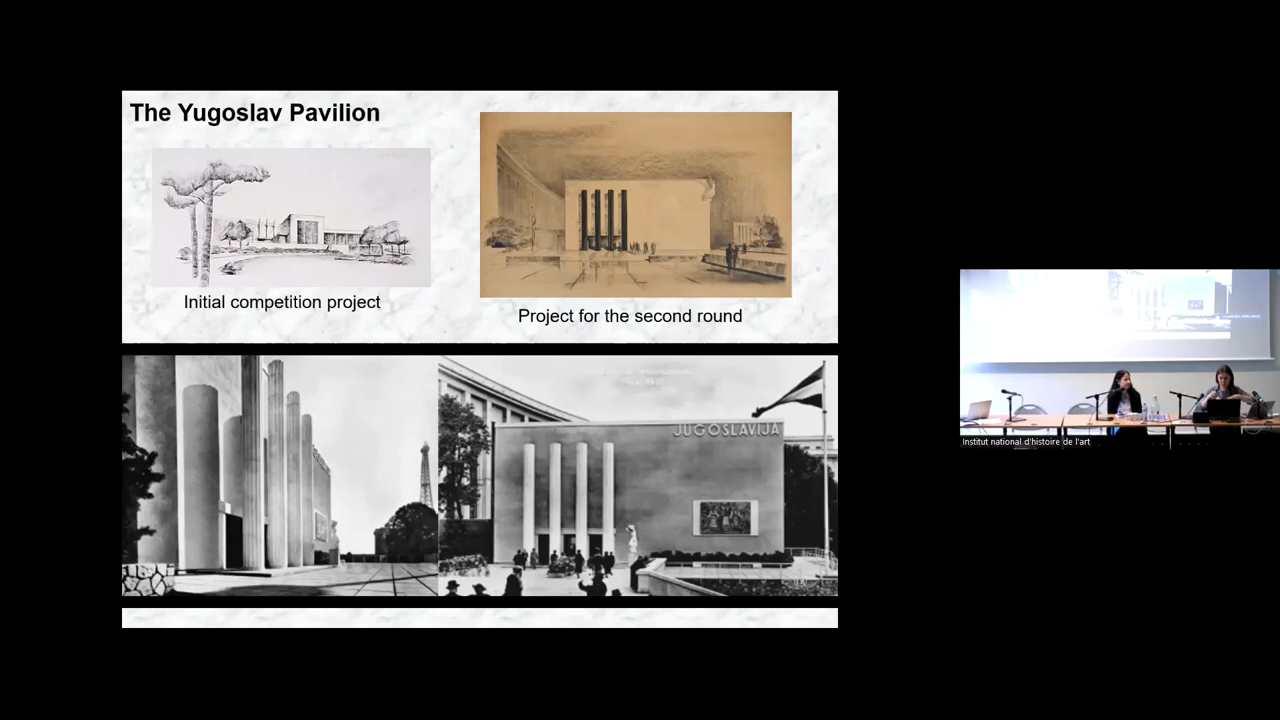 The Yugoslav Pavilion
Initial competition project
Project for the second round
JUGOSLAVIJA
Institut national d'histoire de l'art